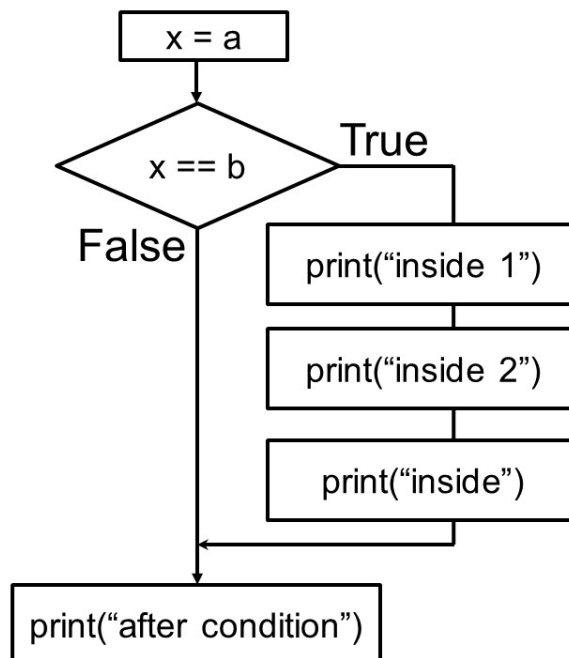 x = a
x == b
True
False
print(“inside 1”)
print(“inside 2”)
print(“inside”)
print(“after condition”)